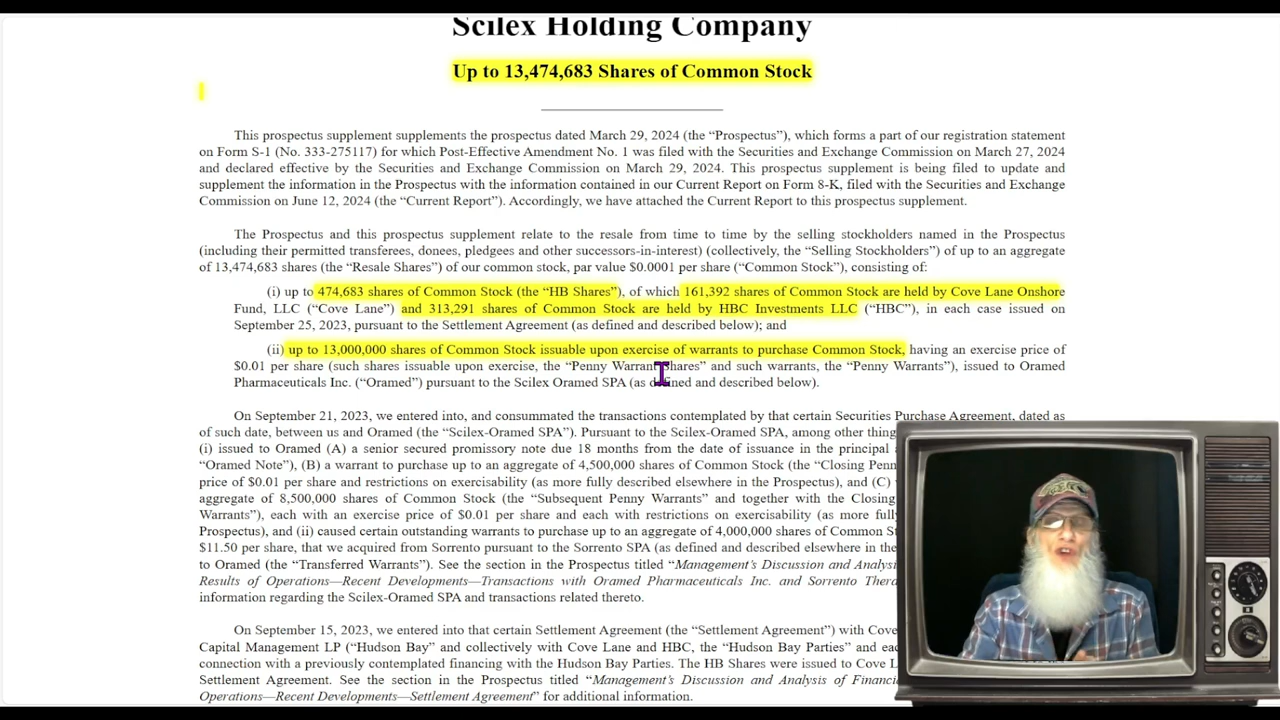 Scilex Holding Company
Up to 13,474,683 Shares of Common Stock
This prospectus supplement supplements the prospectus dated March 29, 2024 (the “Prospectus”), which forms a part of our registration statement
on Form S-1 (No. 333-275117) for which Post-Effective Amendment No. 1 was filed with the Securities and Exchange Commission on March 27, 2024
and declared effective by the Securities and Exchange Commission on March 29, 2024. This prospectus supplement is being filed to update and
supplement the information in the Prospectus with the information contained in our Current Report on Form 8-K, filed with the Securities and Exchange
Commission on June 12, 2024 (the “Current Report”). Accordingly, we have attached the Current Report to this prospectus supplement.
The Prospectus and this prospectus supplement relate to the resale from time to time by the selling stockholders named in the Prospectus
(including their permitted transferees, donees, pledgees and other successors-in-interest) (collectively, the “Selling Stockholders”) of up to an aggregate
of 13,474,683 shares (the “Resale Shares”) of our common stock, par value $0.0001 per share (“Common Stock”), consisting of:
(i) up to 474,683 shares of Common Stock (the “HB Shares”), of which 161,392 shares of Common Stock are held by Cove Lane Onshore
Fund, LLC (“Cove Lane”) and 313,291 shares of Common Stock are held by HBC Investments LLC (“HBC”), in each case issued on
September 25, 2023, pursuant to the Settlement Agreement (as defined and described below); and
(ii) up to 13,000,000 shares of Common Stock issuable upon exercise of warrants to purchase Common Stock, having an exercise price of
$0.01 per share (such shares issuable upon exercise, the “Penny Warrant Shares” and such warrants, the “Penny Warrants”), issued to Oramed
Pharmaceuticals Inc. (“Oramed”) pursuant to the Scilex Oramed SPA (as defined and described below).
On September 21, 2023, we entered into, and consummated the transactions contemplated by that certain Securities Purchase Agreement, dated as
of such date, between us and Oramed (the “Scilex-Oramed SPA”). Pursuant to the Scilex-Oramed SPA, among other thing
(i) issued to Oramed (A) a senior secured promissory note due 18 months from the date of issuance in the principal
“Oramed Note”), (B) a warrant to purchase up to an aggregate of 4,500,000 shares of Common Stock (the “Closing Penn
price of $0.01 per share and restrictions on exercisability (as more fully described elsewhere in the Prospectus), and (C)
aggregate of 8,500,000 shares of Common Stock (the “Subsequent Penny Warrants” and together with the Closing
Warrants”), each with an exercise price of $0.01 per share and each with restrictions on exercisability (as more full
Prospectus), and (ii) caused certain outstanding warrants to purchase up to an aggregate of 4,000,000 shares of Common S
$11.50 per share, that we acquired from Sorrento pursuant to the Sorrento SPA (as defined and described elsewhere in the
to Oramed (the “Transferred Warrants”). See the section in the Prospectus titled “Management’s Discussion and Analysi
Results of Operations—Recent Developments—Transactions with Oramed Pharmaceuticals Inc. and Sorrento Thera
information regarding the Scilex-Oramed SPA and transactions related thereto.
On September 15, 2023, we entered into that certain Settlement Agreement (the “Settlement Agreement”) with Cove
Capital Management LP (“Hudson Bay” and collectively with Cove Lane and HBC, the “Hudson Bay Parties” and eac
connection with a previously contemplated financing with the Hudson Bay Parties. The HB Shares were issued to Cove L
Settlement Agreement. See the section in the Prospectus titled “Management’s Discussion and Analysis of Financi
Operations—Recent Developments—Settlement Agreement” for additional information.